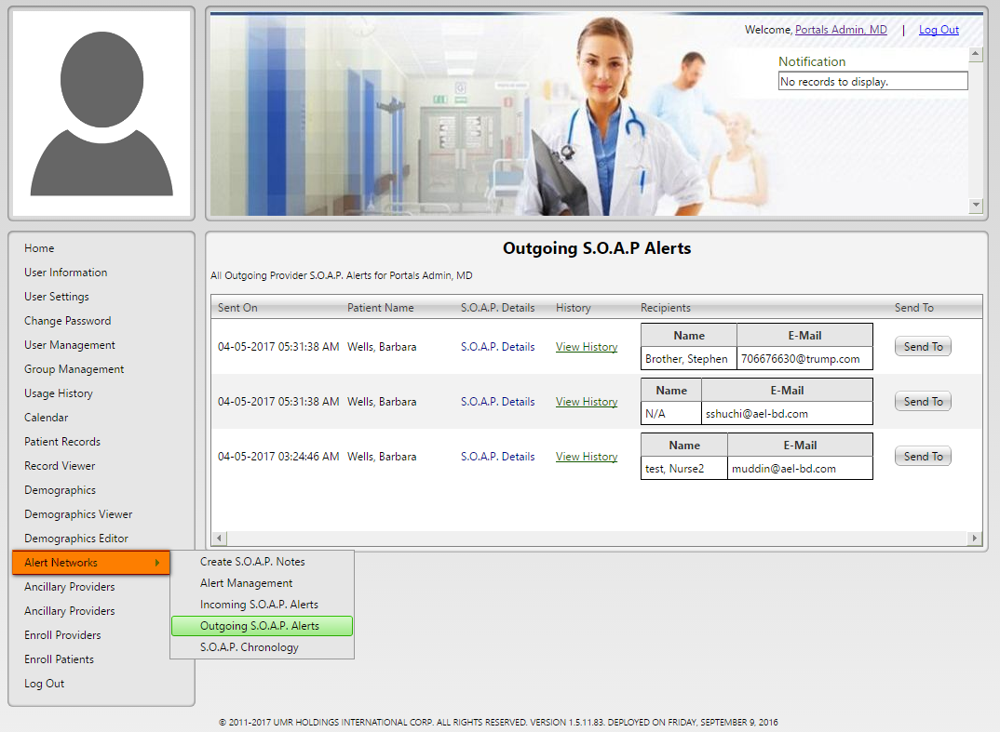 Welcome, Portals Admin, MD | Log Out
Notification
No records to display.
Home
User Information
User Settings
Change Password
User Management
Group Management
Usage History
Calendar
Patient Records
Record Viewer
Demographics
Demographics Viewer
Demographics Editor
Alert Networks
Ancillary Providers
Ancillary Providers
Enroll Providers
Enroll Patients
Log Out
Create S.O.A.P. Notes
Alert Management
Incoming S.O.A.P. Alerts
Outgoing S.O.A.P. Alerts
S.O.A.P. Chronology
Outgoing S.O.A.P Alerts
All Outgoing Provider S.O.A.P. Alerts for Portals Admin, MD
Sent On Patient Name S.O.A.P. Details History Recipients Send To
Name E-Mail
04-05-2017 05:31:38 AM Wells, Barbara S.O.A.P. Details View History Brother, Stephen 706676630@trump.com Send To
Name E-Mail
04-05-2017 05:31:38 AM Wells, Barbara S.O.A.P. Details View History N/A sshuchi@ael-bd.com Send To
Name E-Mail
04-05-2017 03:24:46 AM Wells, Barbara S.O.A.P. Details View History test, Nurse2 muddin@ael-bd.com Send To
© 2011-2017 UMR HOLDINGS INTERNATIONAL CORP. ALL RIGHTS RESERVED. VERSION 1.5.11.83. DEPLOYED ON FRIDAY, SEPTEMBER 9, 2016